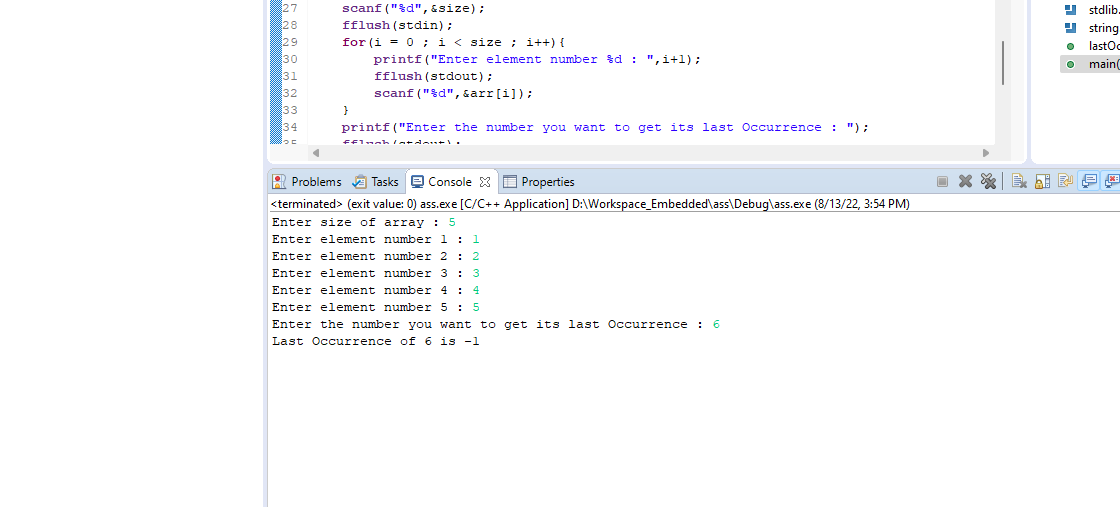 27 scanf("%d",&size);
28 fflush(stdin);
29 for(i = 0 ; i < size ; i++){
30 printf("Enter element number %d : ",i+1);
31 fflush(stdout);
32 scanf("%d",&arr[i]);
33 }
34 printf("Enter the number you want to get its last Occurrence : ");
35 fflush(stdout);
stdlib.
string
lastOc
main(
Problems Tasks Console Properties
<terminated> (exit value: 0) ass.exe [C/C++ Application] D:\Workspace_Embedded\ass\Debug\ass.exe (8/13/22, 3:54 PM)
Enter size of array : 5
Enter element number 1 : 1
Enter element number 2 : 2
Enter element number 3 : 3
Enter element number 4 : 4
Enter element number 5 : 5
Enter the number you want to get its last Occurrence : 6
Last Occurrence of 6 is -1